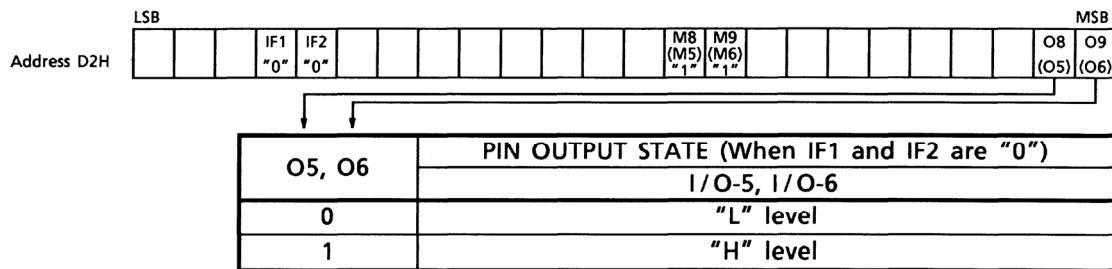 LSB MSB
Address D2H
IF1 IF2 M8 M9 O8 O9
(M5) (M6)
"0" "0" "1" "1" (O5) (O6)
O5, O6 PIN OUTPUT STATE (When IF1 and IF2 are "0")
I/O-5, I/O-6
0 "L" level
1 "H" level